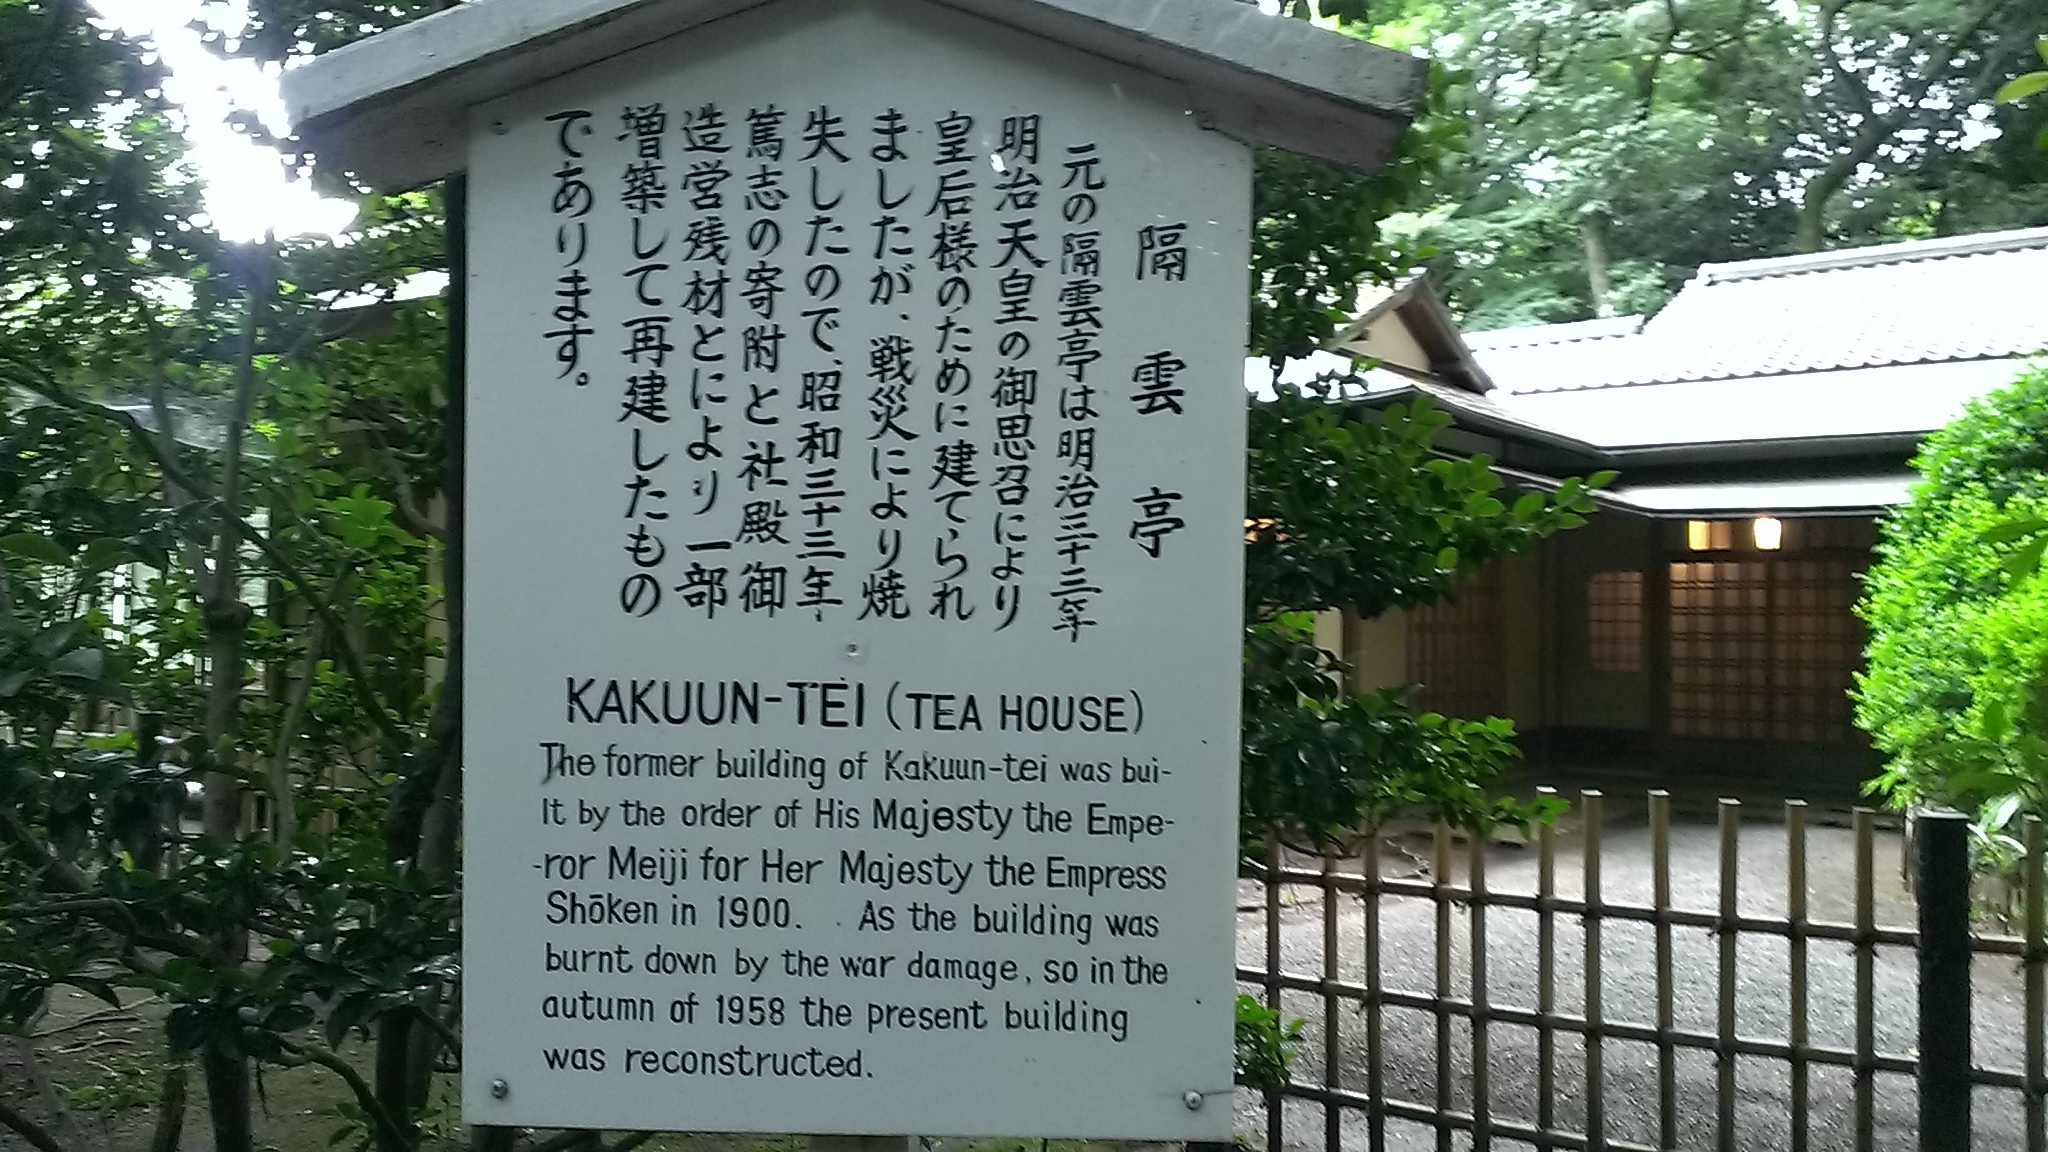 隔雲亭
元の隔雲亭は明治三十三年
明治天皇の御思召により
皇后様のために建てられ
ましたが、戦災により焼
失したので、昭和三十三年
篤志の寄附と社殿御
造営残材とにより一部
増築して再建したもの
であります。
KAKUUN-TEI (TEA HOUSE)
The former building of Kakuun-tei was bui-
lt by the order of His Majesty the Empe-
-ror Meiji for Her Majesty the Empress
Shōken in 1900. As the building was
burnt down by the war damage, so in the
autumn of 1958 the present building
was reconstructed.